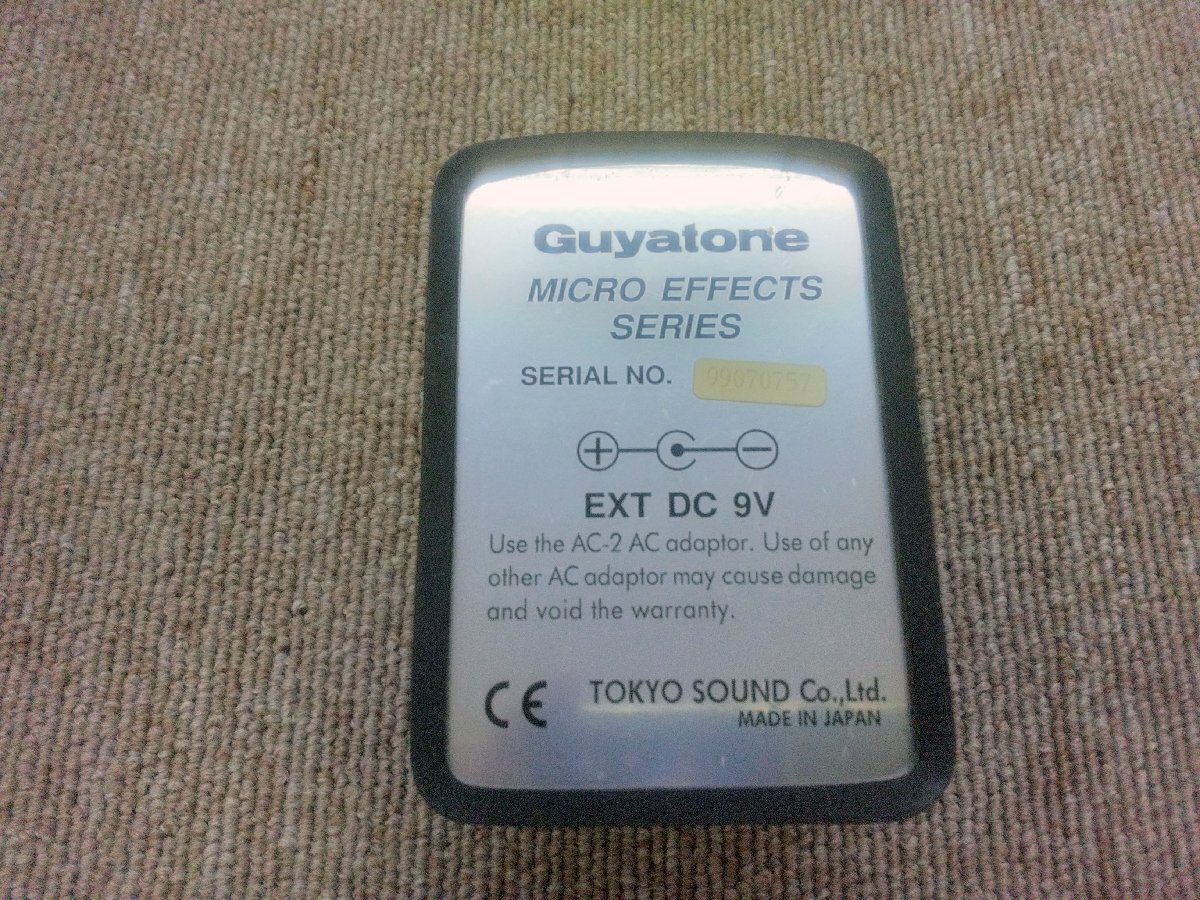 Guyatone
MICRO EFFECTS
SERIES
SERIAL NO. 99070757
EXT DC 9V
Use the AC-2 AC adaptor. Use of any
other AC adaptor may cause damage
and void the warranty.
CE TOKYO SOUND Co.,Ltd.
MADE IN JAPAN